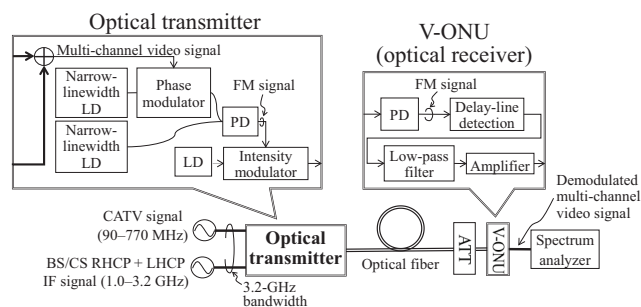 Optical transmitter
Multi-channel video signal
Narrow-
linewidth
LD
Phase
modulator
FM signal
Narrow-
linewidth
LD
PD
LD
Intensity
modulator
V-ONU
(optical receiver)
FM signal
PD
Delay-line
detection
Low-pass
filter
Amplifier
Demodulated
multi-channel
video signal
CATV signal
(90–770 MHz)
BS/CS RHCP + LHCP
IF signal (1.0–3.2 GHz)
3.2-GHz
bandwidth
Optical
transmitter
Optical fiber
ATT
V-ONU
Spectrum
analyzer